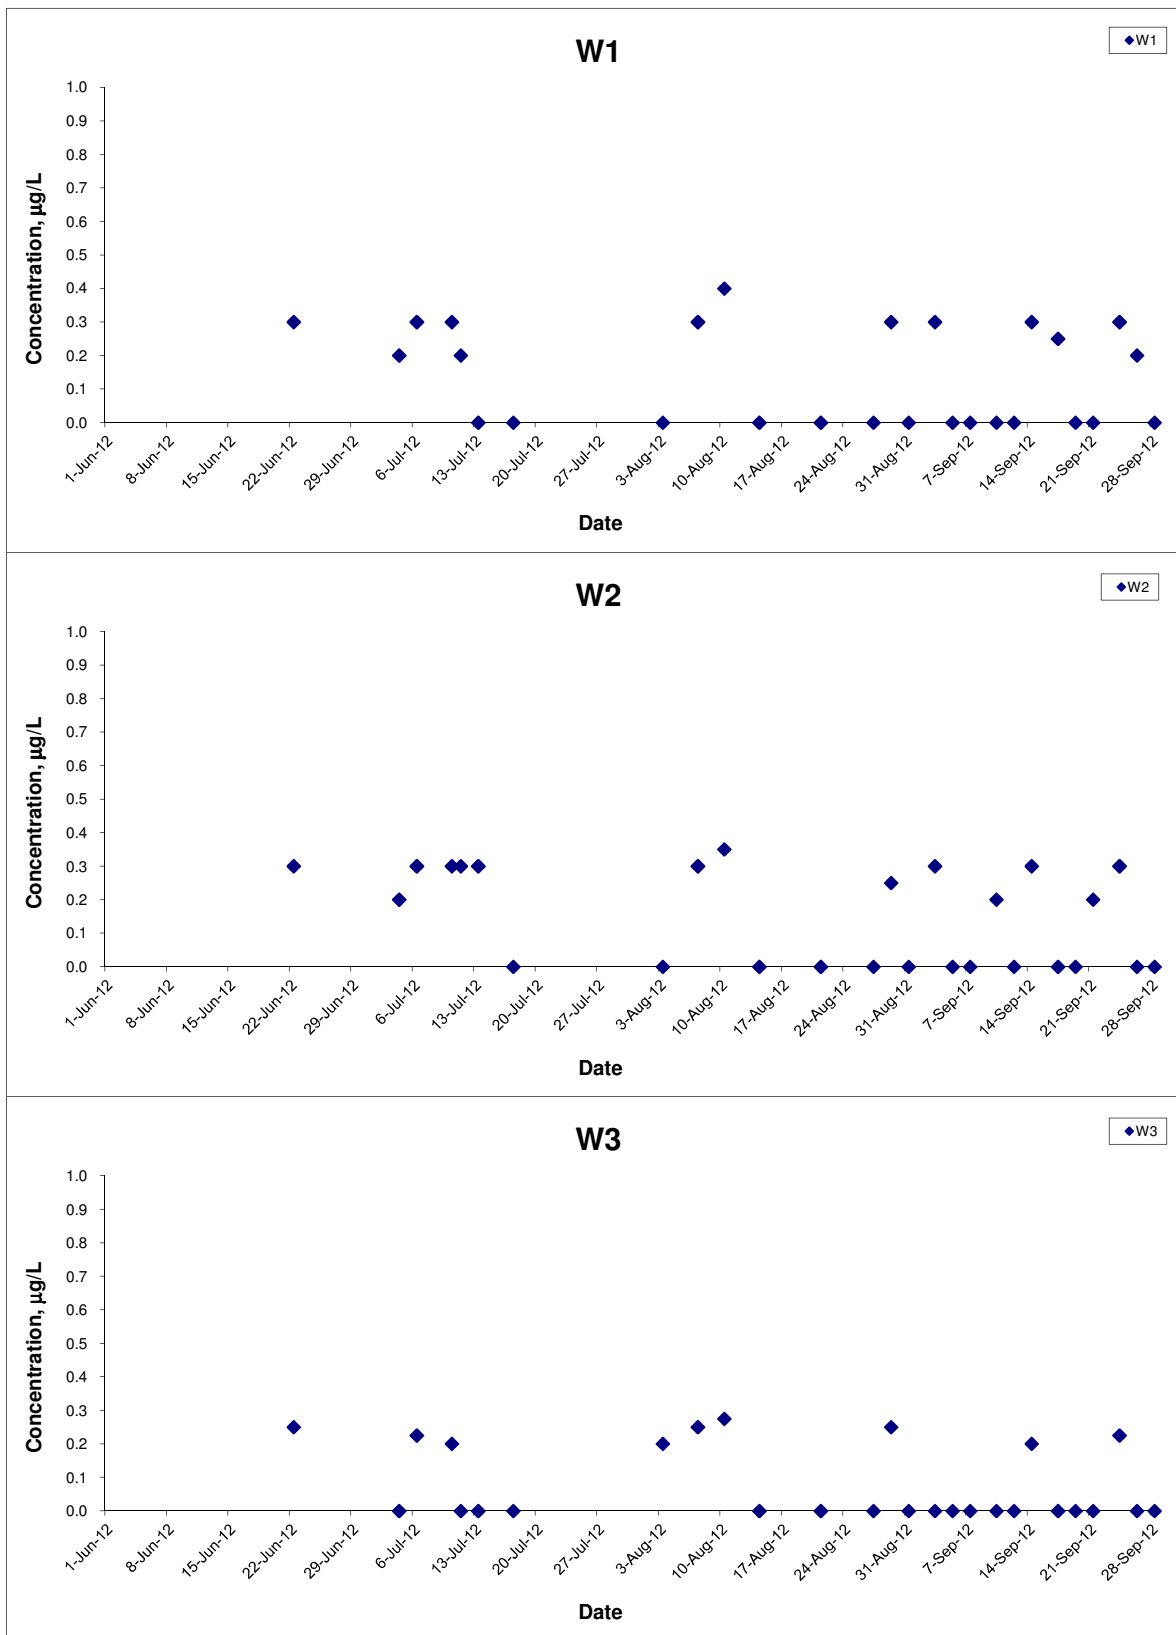 W1
W1
1.0
0.9
0.8
0.7
0.6
0.5
0.4
0.3
0.2
0.1
0.0
Concentration, µg/L
1-Jun-12
8-Jun-12
15-Jun-12
22-Jun-12
29-Jun-12
6-Jul-12
13-Jul-12
20-Jul-12
27-Jul-12
3-Aug-12
10-Aug-12
17-Aug-12
24-Aug-12
31-Aug-12
7-Sep-12
14-Sep-12
21-Sep-12
28-Sep-12
Date
W2
W2
1.0
0.9
0.8
0.7
0.6
0.5
0.4
0.3
0.2
0.1
0.0
Concentration, µg/L
1-Jun-12
8-Jun-12
15-Jun-12
22-Jun-12
29-Jun-12
6-Jul-12
13-Jul-12
20-Jul-12
27-Jul-12
3-Aug-12
10-Aug-12
17-Aug-12
24-Aug-12
31-Aug-12
7-Sep-12
14-Sep-12
21-Sep-12
28-Sep-12
Date
W3
W3
1.0
0.9
0.8
0.7
0.6
0.5
0.4
0.3
0.2
0.1
0.0
Concentration, µg/L
1-Jun-12
8-Jun-12
15-Jun-12
22-Jun-12
29-Jun-12
6-Jul-12
13-Jul-12
20-Jul-12
27-Jul-12
3-Aug-12
10-Aug-12
17-Aug-12
24-Aug-12
31-Aug-12
7-Sep-12
14-Sep-12
21-Sep-12
28-Sep-12
Date